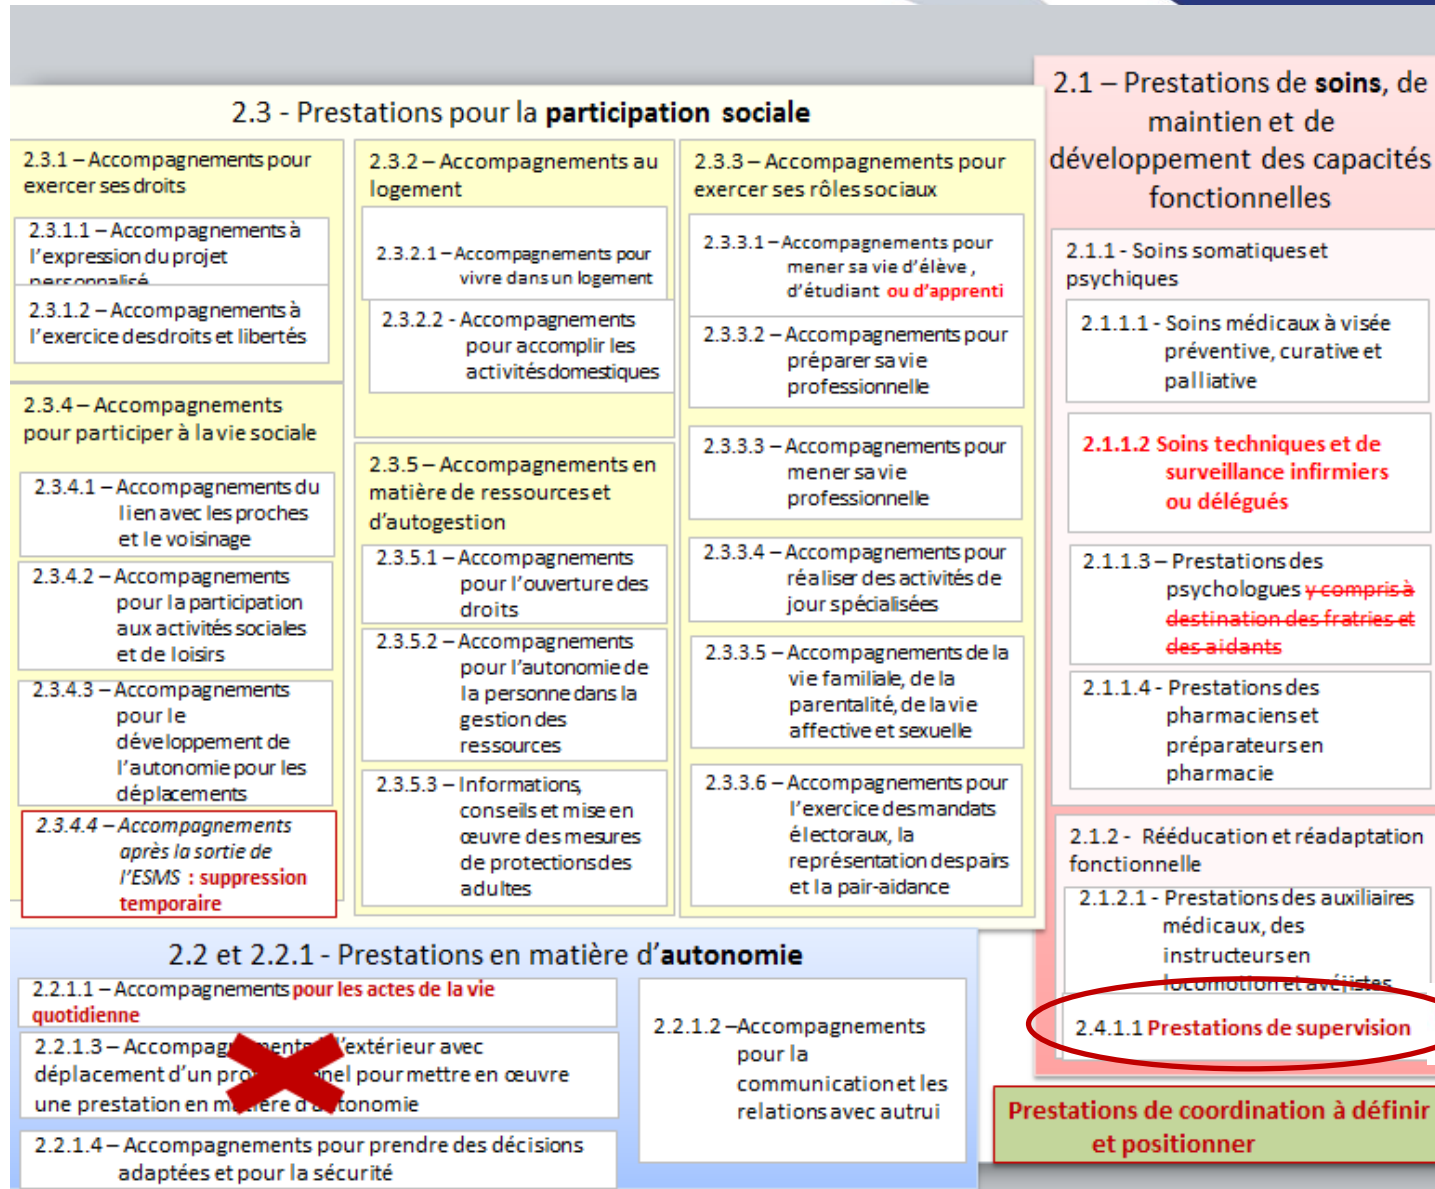 2.3 - Prestations pour la participation sociale
2.3.1 – Accompagnements pour
exercer ses droits
2.3.1.1 – Accompagnements à
l'expression du projet
personnalisé
2.3.1.2 – Accompagnements à
l'exercice des droits et libertés
2.3.4 – Accompagnements
pour participer à la vie sociale
2.3.4.1 – Accompagnements du
lien avec les proches
et le voisinage
2.3.4.2 – Accompagnements
pour la participation
aux activités sociales
et de loisirs
2.3.4.3 – Accompagnements
pour le
développement de
l'autonomie pour les
déplacements
2.3.4.4 – Accompagnements
après la sortie de
l'ESMS : suppression
temporaire
2.3.2 – Accompagnements au
logement
2.3.2.1 – Accompagnements pour
vivre dans un logement
2.3.2.2 - Accompagnements
pour accomplir les
activités domestiques
2.3.5 – Accompagnements en
matière de ressources et
d'autogestion
2.3.5.1 – Accompagnements
pour l'ouverture des
droits
2.3.5.2 – Accompagnements
pour l'autonomie de
la personne dans la
gestion des
ressources
2.3.5.3 – Informations,
conseils et mise en
œuvre des mesures
de protections des
adultes
2.3.3 – Accompagnements pour
exercer ses rôles sociaux
2.3.3.1 – Accompagnements pour
mener sa vie d'élève ,
d'étudiant ou d'apprenti
2.3.3.2 – Accompagnements pour
préparer sa vie
professionnelle
2.3.3.3 – Accompagnements pour
mener sa vie
professionnelle
2.3.3.4 – Accompagnements pour
réaliser des activités de
jour spécialisées
2.3.3.5 – Accompagnements de la
vie familiale, de la
parentalité, de la vie
affective et sexuelle
2.3.3.6 – Accompagnements pour
l'exercice des mandats
électoraux, la
représentation des pairs
et la pair-aidance
2.1 – Prestations de soins, de
maintien et de
développement des capacités
fonctionnelles
2.1.1 - Soins somatiques et
psychiques
2.1.1.1 - Soins médicaux à visée
préventive, curative et
palliative
2.1.1.2 Soins techniques et de
surveillance infirmiers
ou délégués
2.1.1.3 – Prestations des
psychologues y compris à
destination des fratries et
des aidants
2.1.1.4 - Prestations des
pharmaciens et
préparateurs en
pharmacie
2.1.2 - Rééducation et réadaptation
fonctionnelle
2.1.2.1 - Prestations des auxiliaires
médicaux, des
instructeurs en
locomotion et avéjistes
2.4.1.1 Prestations de supervision
Prestations de coordination à définir
et positionner
2.2 et 2.2.1 - Prestations en matière d'autonomie
2.2.1.1 – Accompagnements pour les actes de la vie
quotidienne
2.2.1.3 – Accompagnements l'extérieur avec
déplacement d'un professionnel pour mettre en œuvre
une prestation en matière d'autonomie
2.2.1.4 – Accompagnements pour prendre des décisions
adaptées et pour la sécurité
2.2.1.2 –Accompagnements
pour la
communication et les
relations avec autrui